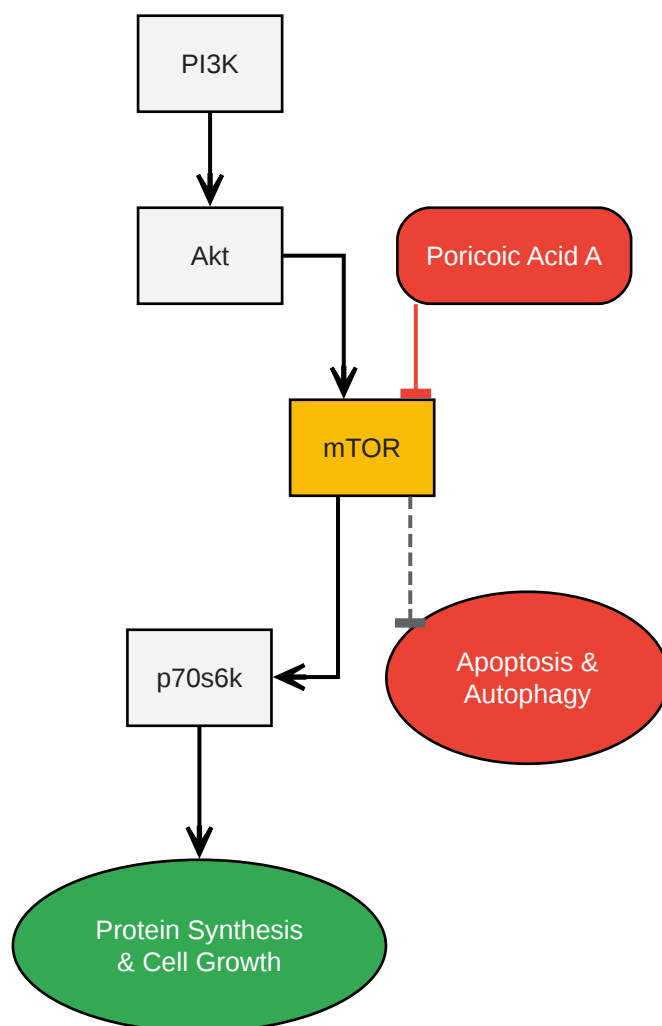 PI3K
Akt
Poricoic Acid A
mTOR
p70s6k
Apoptosis &
Autophagy
Protein Synthesis
& Cell Growth